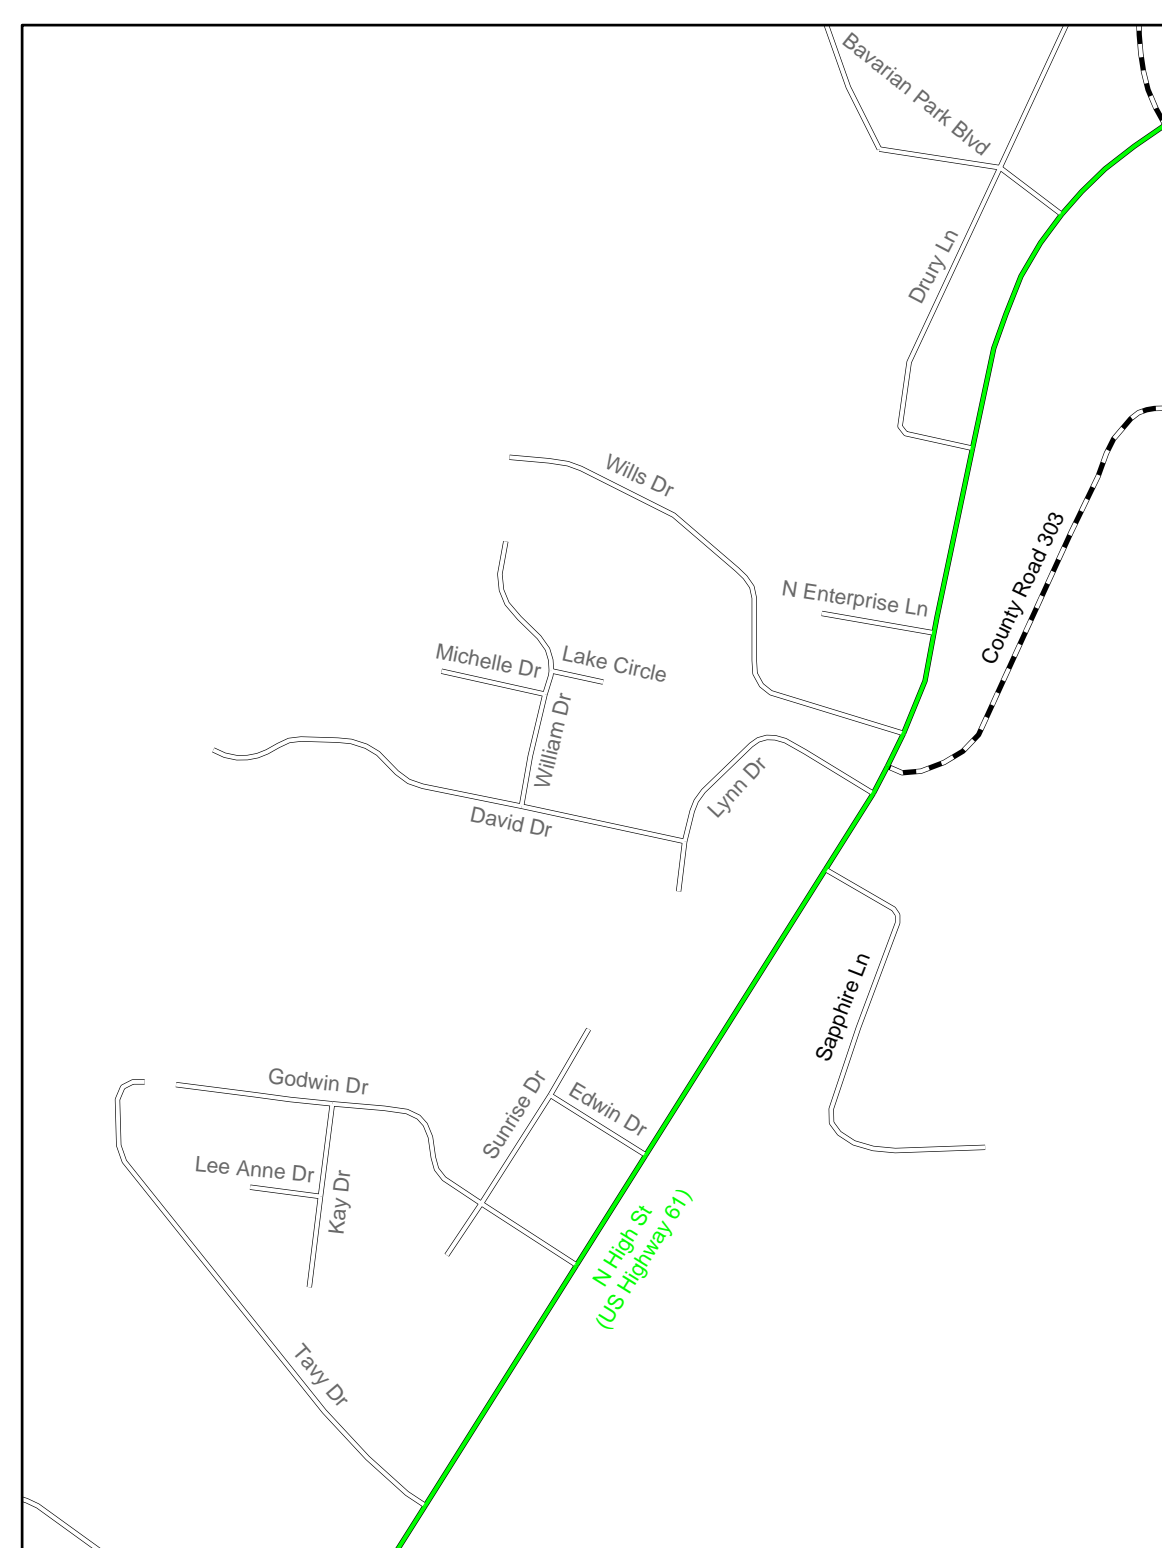 Bavarian Park Blvd
Drury Ln
Wills Dr
County Road 303
N Enterprise Ln
Michelle Dr
Lake Circle
William Dr
Lynn Dr
David Dr
Sapphire Ln
Godwin Dr
Sunrise Dr
Edwin Dr
Lee Anne Dr
Kay Dr
N High St
(US Highway 61)
Tavy Dr